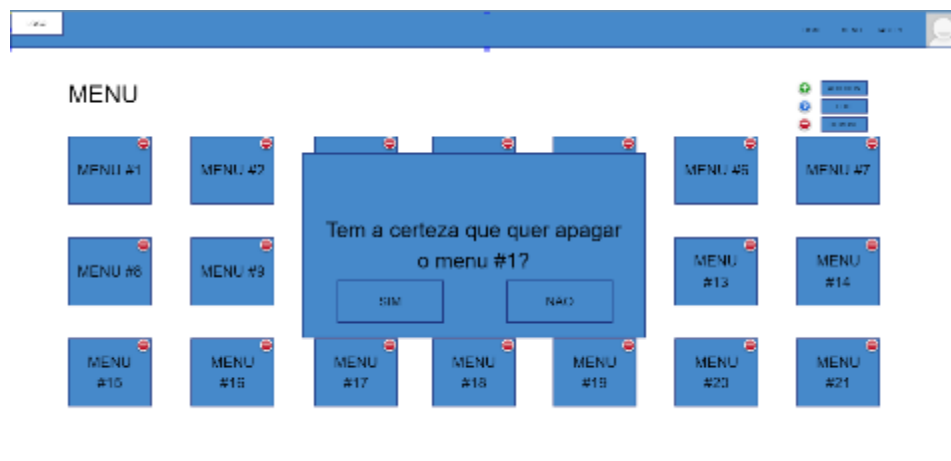 MENU
MENU #1
MENU #2
MENU #6
MENU #7
Tem a certeza que quer apagar
o menu #1?
SIM
NÃO
MENU #8
MENU #9
MENU
#13
MENU
#14
MENU
#15
MENU
#16
MENU
#17
MENU
#18
MENU
#19
MENU
#20
MENU
#21